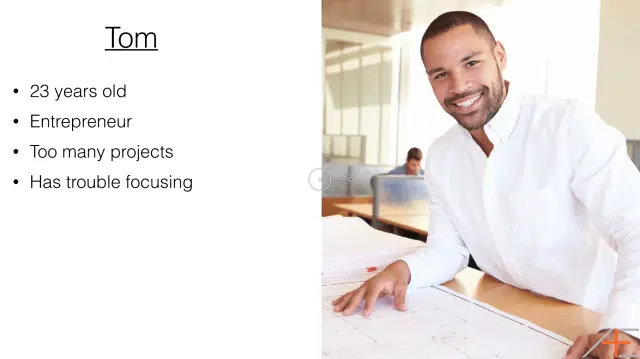 Tom
• 23 years old
• Entrepreneur
• Too many projects
• Has trouble focusing